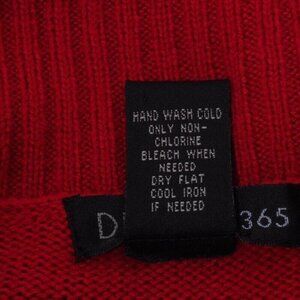 HAND WASH COLD
ONLY NON-
CHLORINE
BLEACH WHEN
NEEDED
DRY FLAT
COOL IRON
IF NEEDED
D 365